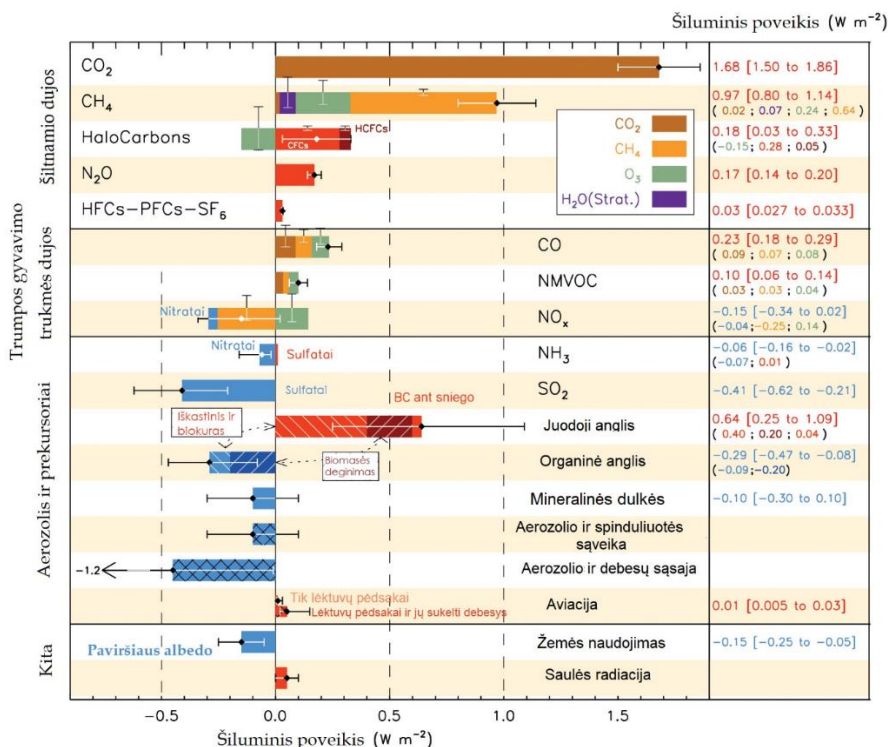 Šiluminis poveikis (W m⁻²)
Šiltnamio dujos
CO₂
1.68 [1.50 to 1.86]
CH₄
0.97 [0.80 to 1.14]
( 0.02 ; 0.07 ; 0.24 ; 0.64 )
HaloCarbons
HCFCs
CFCs
0.18 [0.03 to 0.33]
(-0.15; 0.28 ; 0.05)
N₂O
0.17 [0.14 to 0.20]
HFCs-PFCs-SF₆
0.03 [0.027 to 0.033]
CO₂
CH₄
O₃
H₂O(Strat.)
Trumpos gyvavimo
trukmės dujos
CO
0.23 [0.18 to 0.29]
( 0.09 ; 0.07 ; 0.08 )
NMVOC
0.10 [0.06 to 0.14]
( 0.03 ; 0.03 ; 0.04 )
Nitratai
NOₓ
-0.15 [-0.34 to 0.02]
(-0.04;-0.25; 0.14 )
Aerozolis ir prekursoriai
Nitratai
Sulfatai
NH₃
-0.06 [-0.16 to -0.02]
(-0.07; 0.01 )
Sulfatai
SO₂
-0.41 [-0.62 to -0.21]
BC ant sniego
Iškastinis ir
biokuras
Juodoji anglis
0.64 [0.25 to 1.09]
( 0.40 ; 0.20 ; 0.04 )
Biomasės
deginimas
Organinė anglis
-0.29 [-0.47 to -0.08]
(-0.09;-0.20)
Mineralinės dulkės
-0.10 [-0.30 to 0.10]
Aerozolio ir spinduliuotės
sąveika
-1.2
Aerozolio ir debesų sąsaja
Tik lėktuvų pėdsakai
Lėktuvų pėdsakai ir jų sukelti debesys
Aviacija
0.01 [0.005 to 0.03]
Kita
Paviršiaus albedo
Žemės naudojimas
-0.15 [-0.25 to -0.05]
Saulės radiacija
-0.5 0.0 0.5 1.0 1.5
Šiluminis poveikis (W m⁻²)